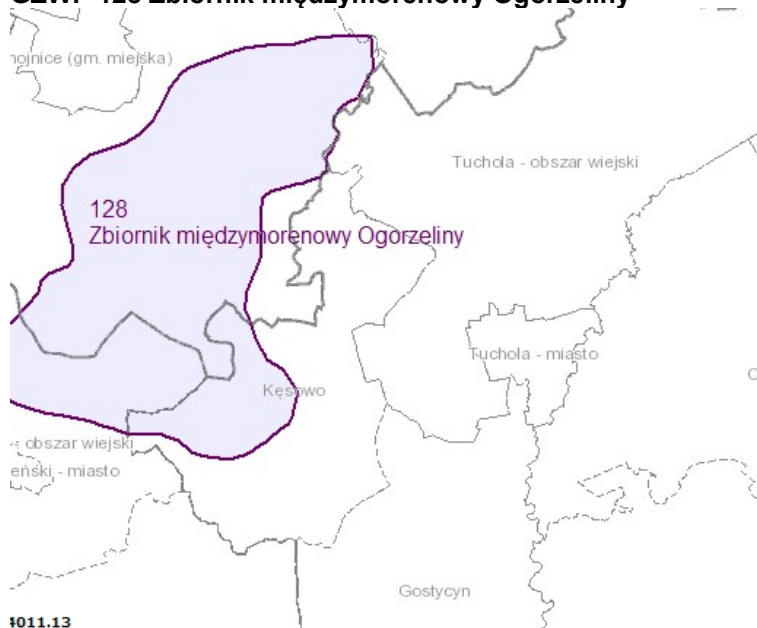 128 Zbiornik międzymorenowy Ogorzeliny
ojnice (gm. miejska)
Tuchola - obszar wiejski
128
Zbiornik międzymorenowy Ogorzeliny
Tuchola - miasto
Kęsowo
obszar wiejski
eński - miasto
Gostycyn
4011.13